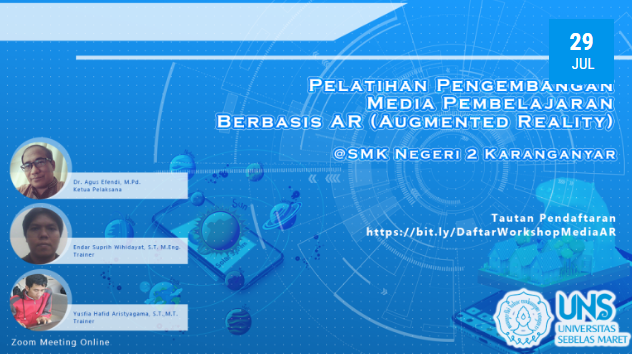 29
JUL
Pelatihan Pengembangan
Media Pembelajaran
Berbasis AR (Augmented Reality)
@SMK Negeri 2 Karanganyar
Dr. Agus Efendi, M.Pd.
Ketua Pelaksana
Endar Suprih Wihidayat, S.T, M.Eng.
Trainer
Yusfia Hafid Aristyagama, S.T.,M.T.
Trainer
Tautan Pendaftaran
https://bit.ly/DaftarWorkshopMediaAR
Zoom Meeting Online
UNS
UNIVERSITAS
SEBELAS MARET